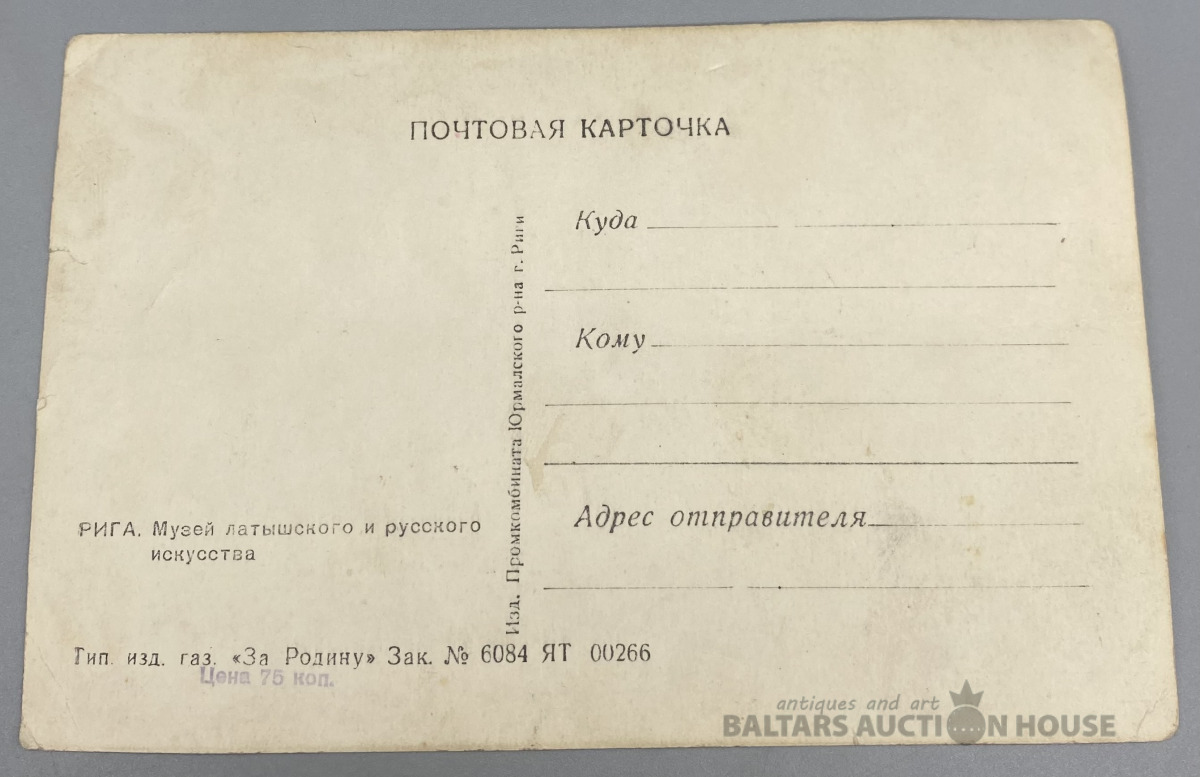 ПОЧТОВАЯ КАРТОЧКА
Куда
Кому
Адрес отправителя
Изд. Промкомбината Юрмалского р-на г. Риги
РИГА. Музей латышского и русского
искусства
Тип. изд. газ. «За Родину» Зак. № 6084 ЯТ 00266
Цена 75 коп.
antiques and art
BALTARS AUCTION HOUSE